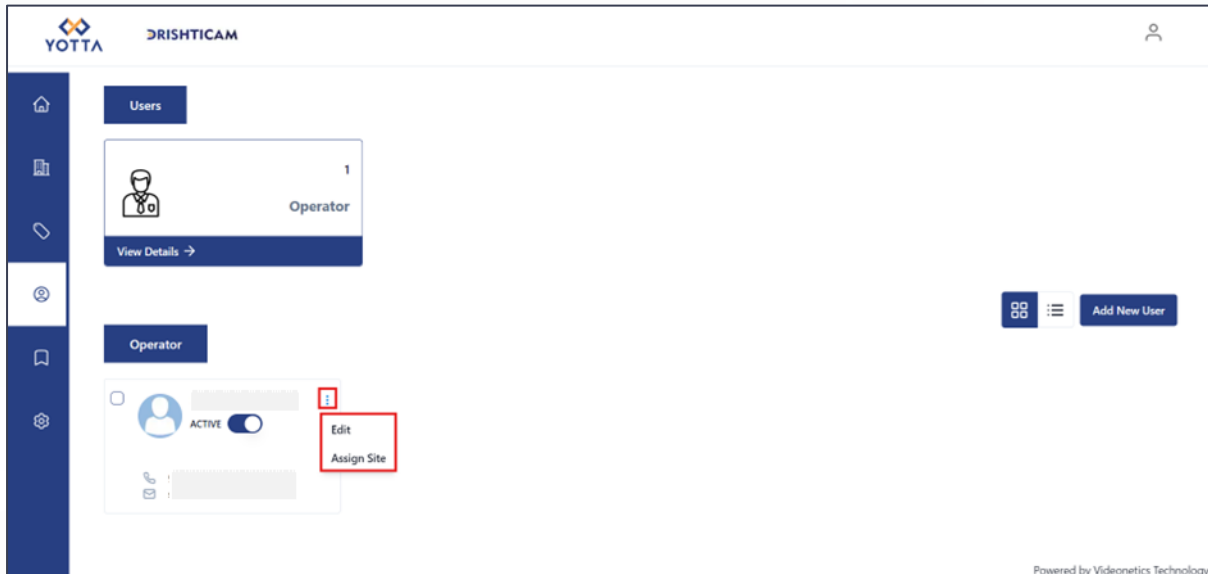 YOTTA
DRISHTICAM
Users
1
Operator
View Details →
Add New User
Operator
ACTIVE
Edit
Assign Site
Powered by Videonetics Technology